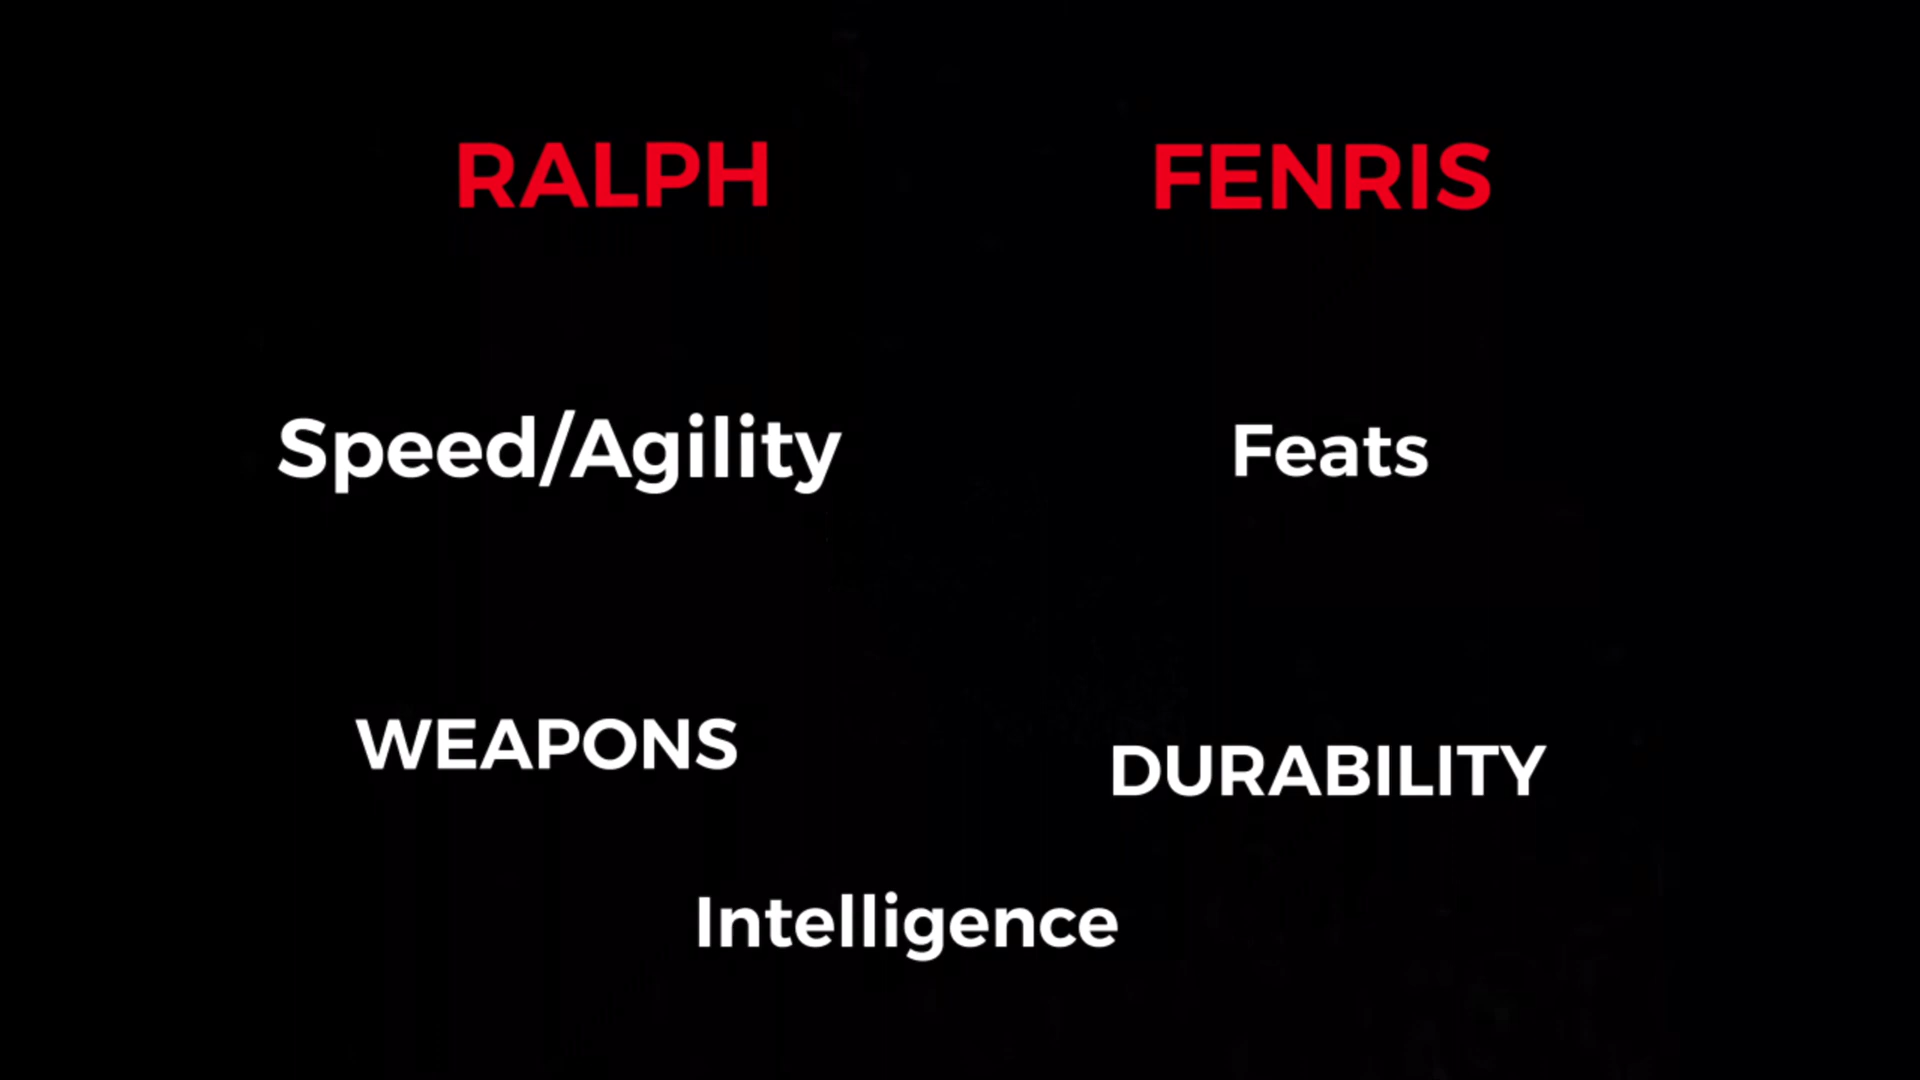 RALPH
FENRIS
Speed/Agility
Feats
WEAPONS
DURABILITY
Intelligence